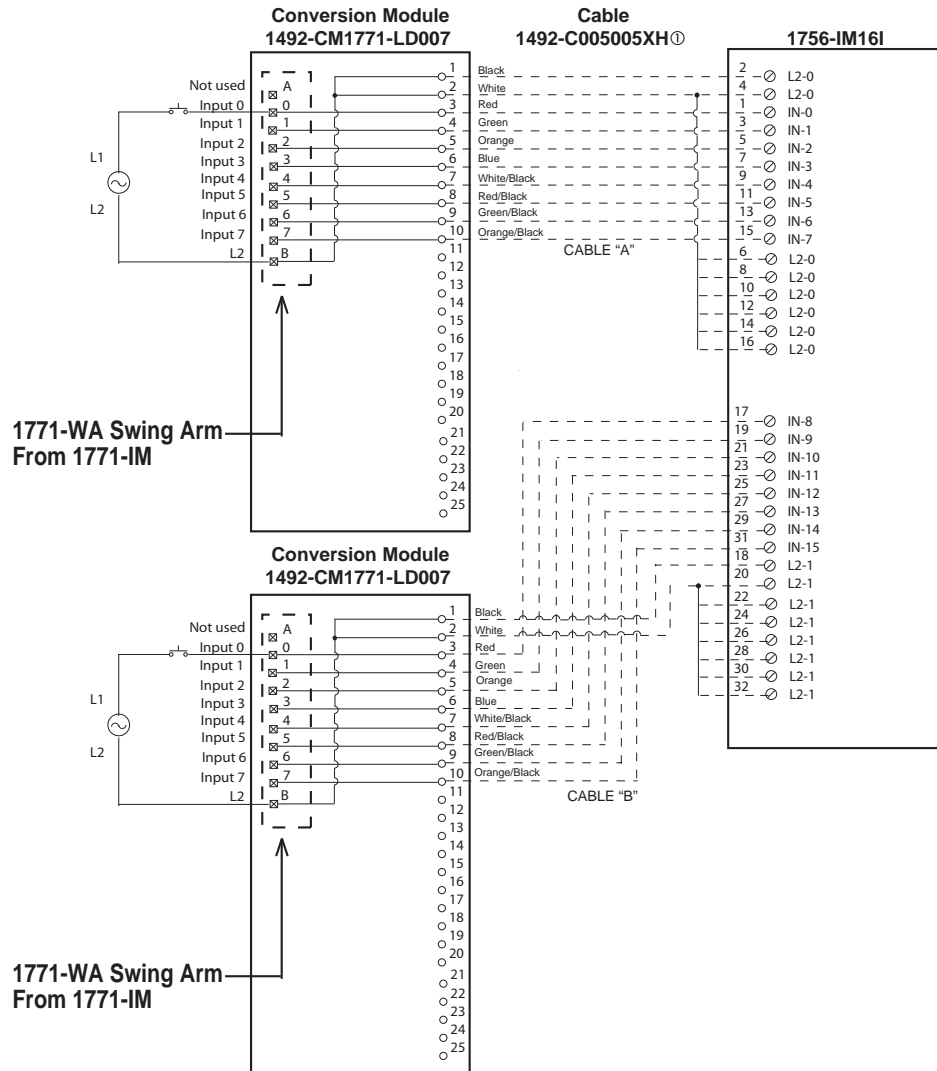 Conversion Module
1492-CM1771-LD007
Cable
1492-C005005XH①
1756-IM16I
Not used
Input 0
Input 1
Input 2
Input 3
Input 4
Input 5
Input 6
Input 7
L2
L1
L2
A
0
1
2
3
4
5
6
7
B
1
2
3
4
5
6
7
8
9
10
11
12
13
14
15
16
17
18
19
20
21
22
23
24
25
Black
White
Red
Green
Orange
Blue
White/Black
Red/Black
Green/Black
Orange/Black
CABLE “A”
2 L2-0
4 L2-0
1 IN-0
3 IN-1
5 IN-2
7 IN-3
9 IN-4
11 IN-5
13 IN-6
15 IN-7
6 L2-0
8 L2-0
10 L2-0
12 L2-0
14 L2-0
16 L2-0
17 IN-8
19 IN-9
21 IN-10
23 IN-11
25 IN-12
27 IN-13
29 IN-14
31 IN-15
18 L2-1
20 L2-1
22 L2-1
24 L2-1
26 L2-1
28 L2-1
30 L2-1
32 L2-1
1771-WA Swing Arm
From 1771-IM
Conversion Module
1492-CM1771-LD007
Not used
Input 0
Input 1
Input 2
Input 3
Input 4
Input 5
Input 6
Input 7
L2
L1
L2
A
0
1
2
3
4
5
6
7
B
1
2
3
4
5
6
7
8
9
10
11
12
13
14
15
16
17
18
19
20
21
22
23
24
25
Black
White
Red
Green
Orange
Blue
White/Black
Red/Black
Green/Black
Orange/Black
CABLE “B”
1771-WA Swing Arm
From 1771-IM